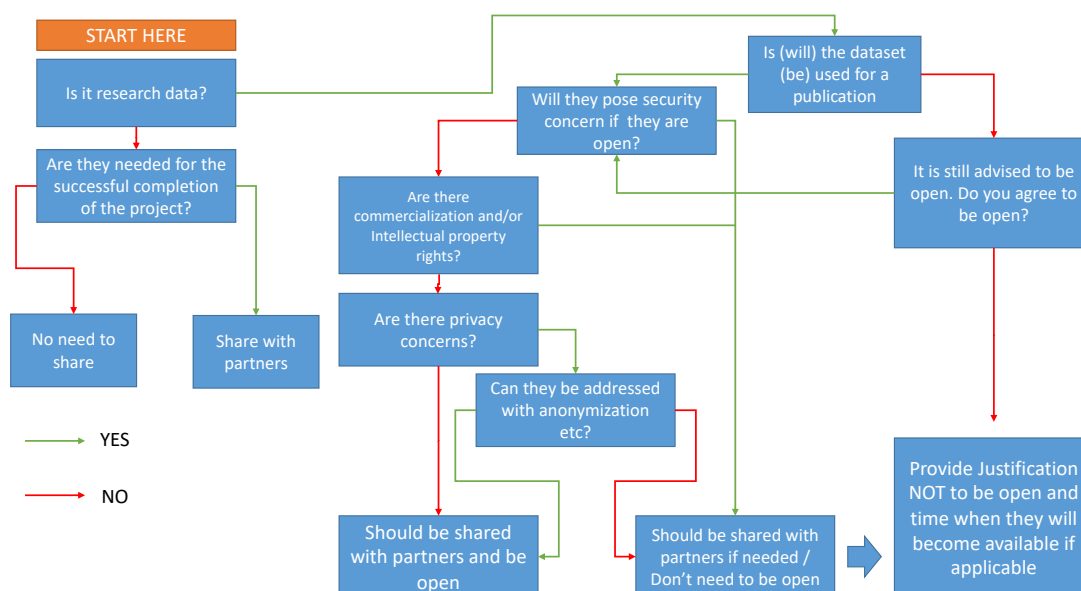 START HERE
Is it research data?
Are they needed for the
successful completion
of the project?
No need to
share
Share with
partners
YES
NO
Is (will) the dataset
(be) used for a
publication
Will they pose security
concern if they are
open?
It is still advised to be
open. Do you agree to
be open?
Are there
commercialization and/or
Intellectual property
rights?
Are there privacy
concerns?
Can they be addressed
with anonymization
etc?
Should be shared
with partners and be
open
Should be shared with
partners if needed /
Don’t need to be open
Provide Justification
NOT to be open and
time when they will
become available if
applicable